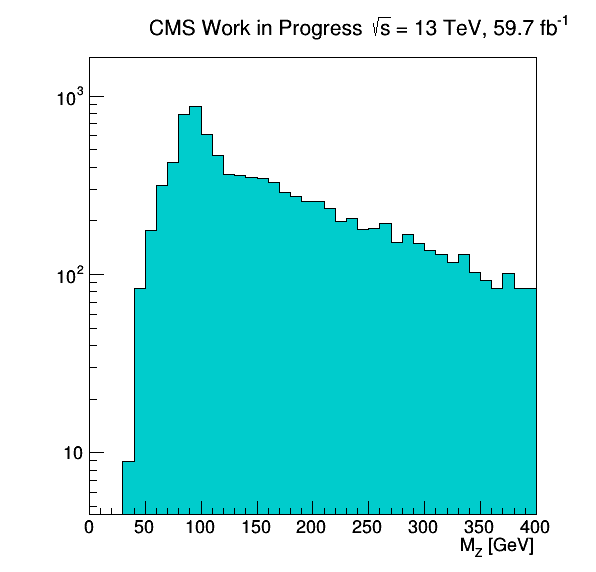 CMS Work in Progress √s = 13 TeV, 59.7 fb⁻¹
10³
10²
10
0 50 100 150 200 250 300 350 400
M_Z [GeV]